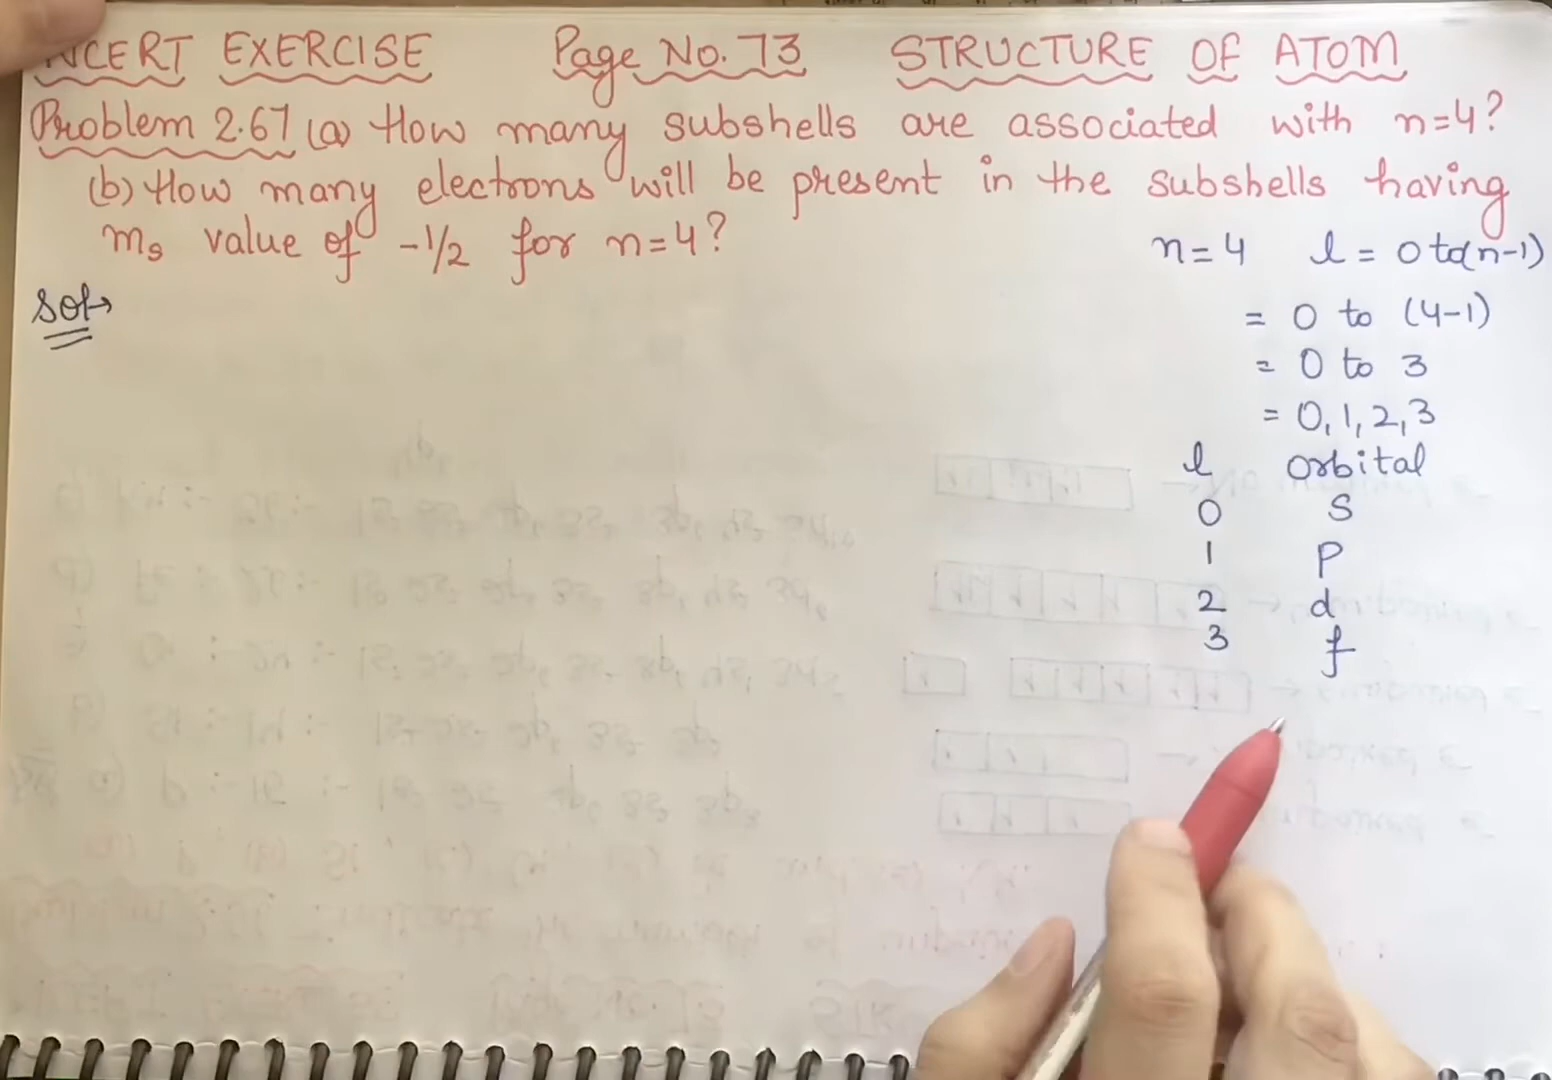 NCERT EXERCISE Page No. 73 STRUCTURE OF ATOM
Problem 2.67 (a) How many subshells are associated with n=4?
(b) How many electrons will be present in the subshells having
ms value of -1/2 for n=4?
n=4 l = 0 to(n-1)
Sol→
= 0 to (4-1)
= 0 to 3
= 0, 1, 2, 3
l orbital
0 s
1 p
2 d
3 f